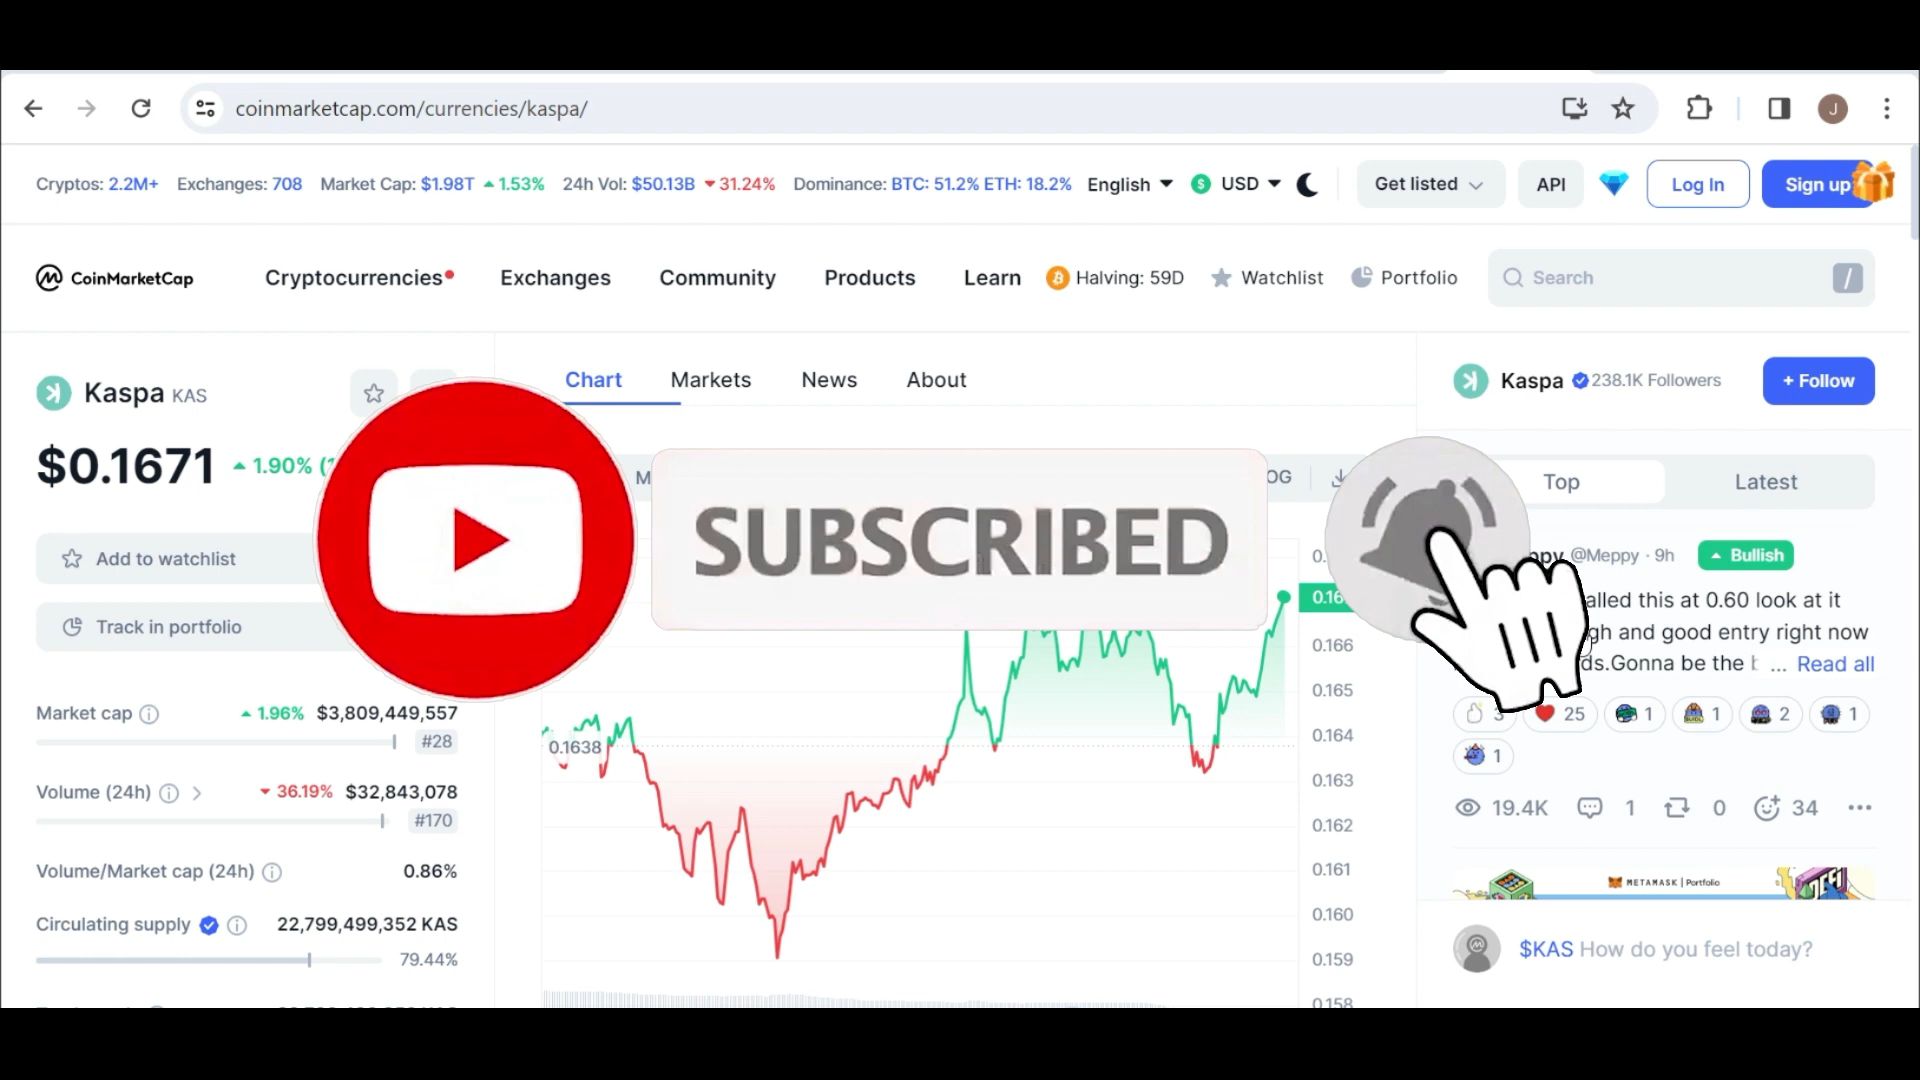 coinmarketcap.com/currencies/kaspa/
J
Cryptos: 2.2M+ Exchanges: 708 Market Cap: $1.98T 1.53% 24h Vol: $50.13B 31.24% Dominance: BTC: 51.2% ETH: 18.2% English USD Get listed API Log In Sign up
CoinMarketCap Cryptocurrencies Exchanges Community Products Learn Halving: 59D Watchlist Portfolio Search /
Kaspa KAS
$0.1671 1.90%
Add to watchlist
Track in portfolio
Market cap 1.96% $3,809,449,557
#28
Volume (24h) 36.19% $32,843,078
#170
Volume/Market cap (24h) 0.86%
Circulating supply 22,799,499,352 KAS
79.44%
Chart Markets News About
SUBSCRIBED
0.1638
0.166
0.165
0.164
0.163
0.162
0.161
0.160
0.159
0.158
Kaspa 238.1K Followers + Follow
Top Latest
@Meppy · 9h Bullish
this at 0.60 look at it
and good entry right now
be the b ... Read all
3 25 1 1 2 1
1
19.4K 1 0 34
METAMASK | Portfolio
$KAS How do you feel today?